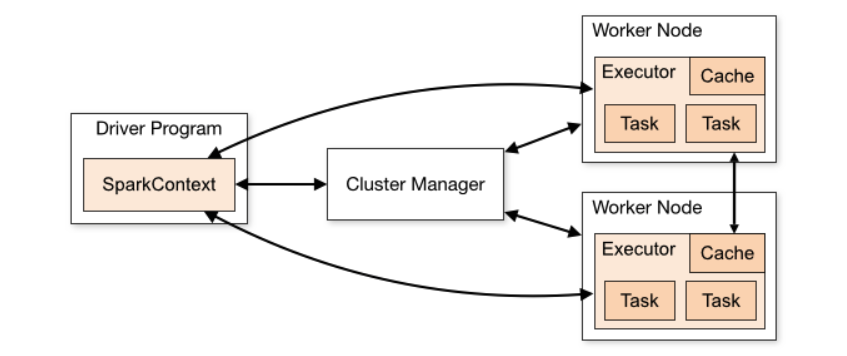 Driver Program
SparkContext
Cluster Manager
Worker Node
Executor
Cache
Task
Task
Worker Node
Executor
Cache
Task
Task